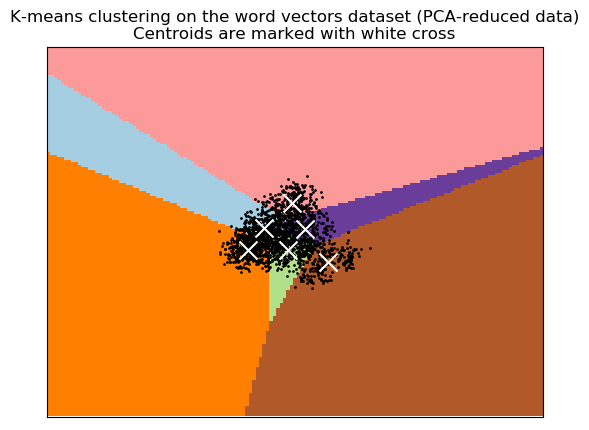 K-means clustering on the word vectors dataset (PCA-reduced data)
Centroids are marked with white cross